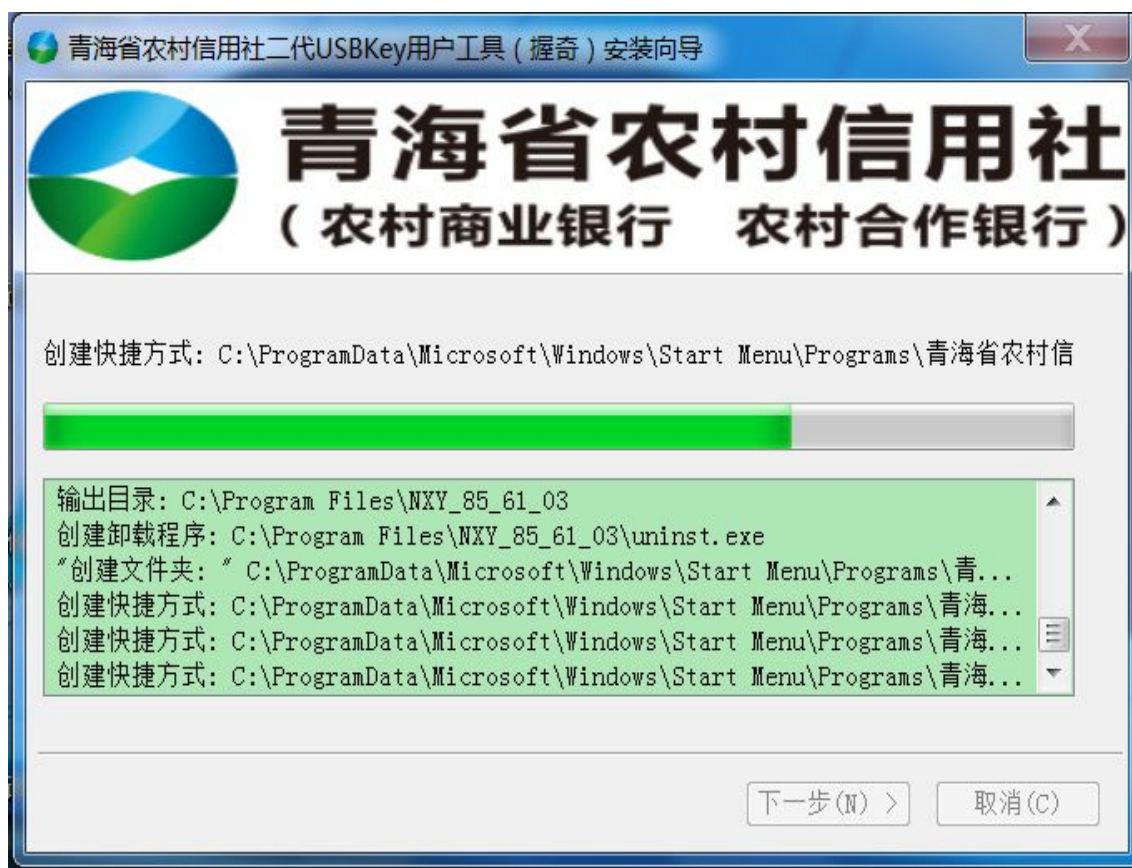 青海省农村信用社二代USBKey用户工具（握奇）安装向导
青海省农村信用社
（农村商业银行　农村合作银行）
创建快捷方式: C:\ProgramData\Microsoft\Windows\Start Menu\Programs\青海省农村信
输出目录: C:\Program Files\NXY_85_61_03
创建卸载程序: C:\Program Files\NXY_85_61_03\uninst.exe
"创建文件夹: " C:\ProgramData\Microsoft\Windows\Start Menu\Programs\青...
创建快捷方式: C:\ProgramData\Microsoft\Windows\Start Menu\Programs\青海...
创建快捷方式: C:\ProgramData\Microsoft\Windows\Start Menu\Programs\青海...
创建快捷方式: C:\ProgramData\Microsoft\Windows\Start Menu\Programs\青海...
下一步(N) >
取消(C)